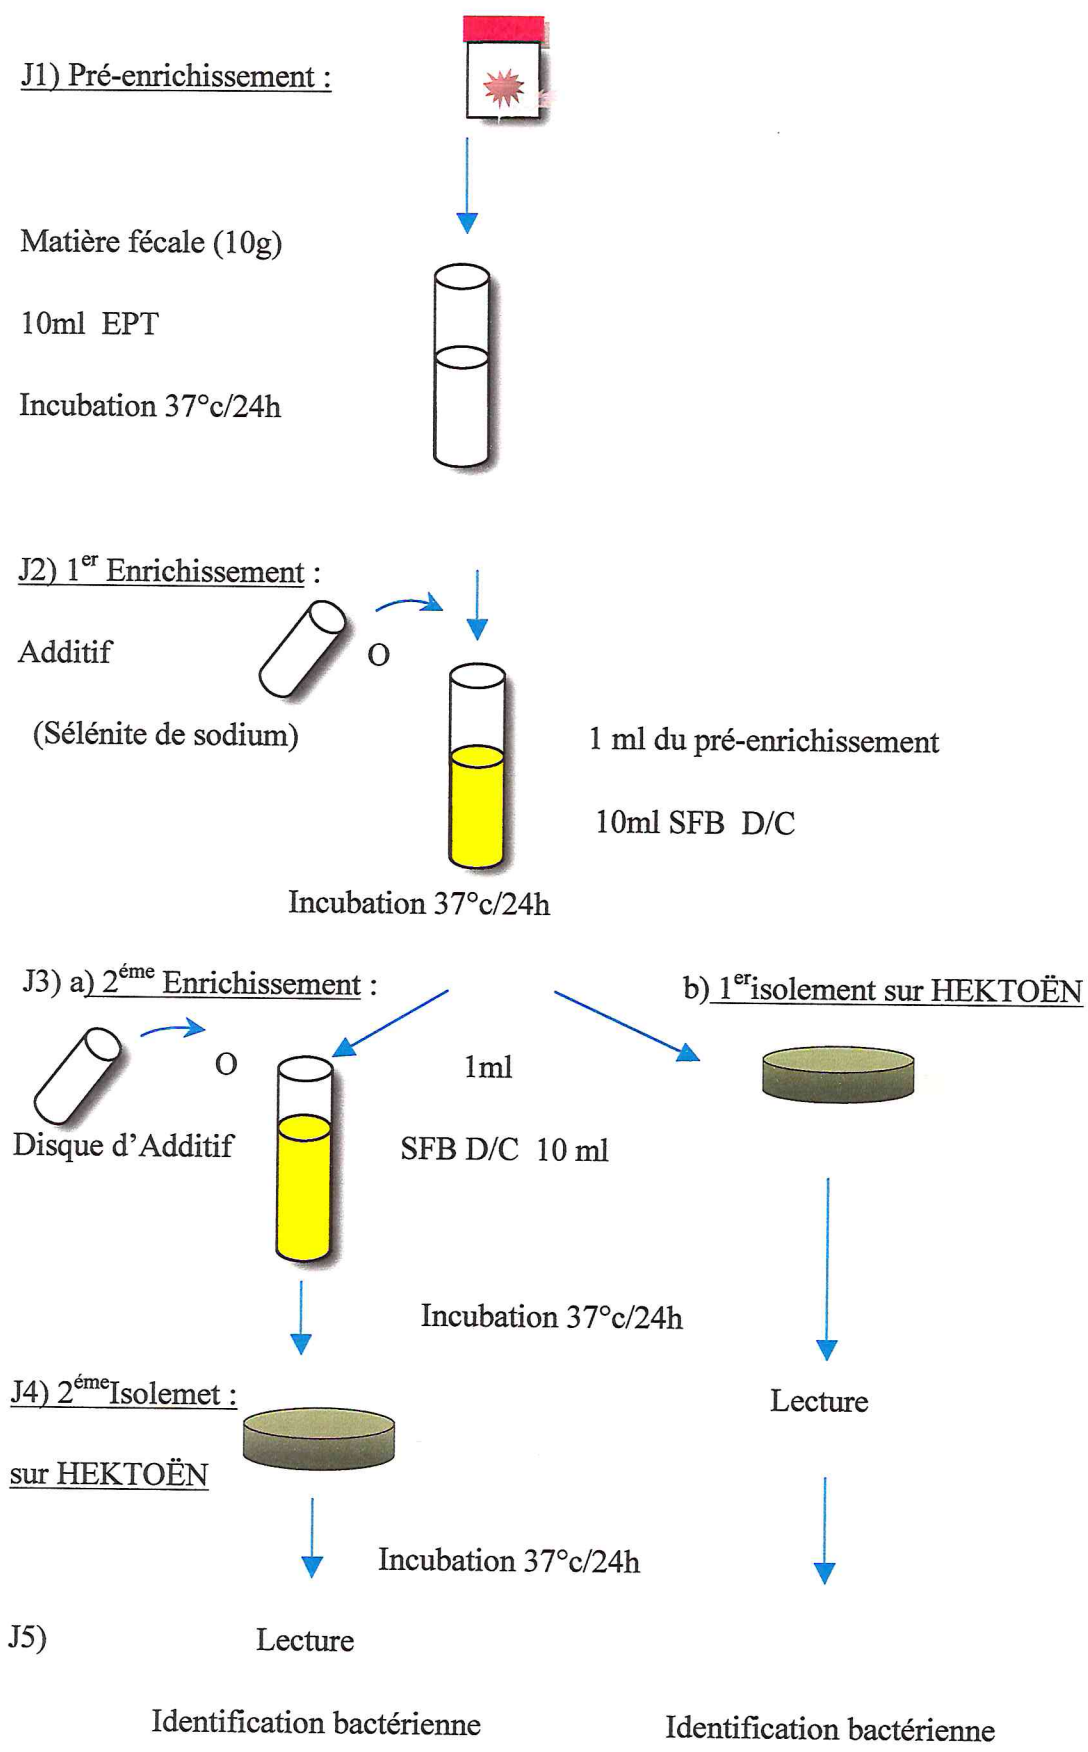 J1) Pré-enrichissement :
Matière fécale (10g)
10ml EPT
Incubation 37°c/24h
J2) 1er Enrichissement :
Additif
O
(Sélénite de sodium)
1 ml du pré-enrichissement
10ml SFB D/C
Incubation 37°c/24h
J3) a) 2éme Enrichissement :
b) 1erisolement sur HEKTOËN
O
1ml
Disque d'Additif
SFB D/C 10 ml
Incubation 37°c/24h
J4) 2émeIsolemet :
sur HEKTOËN
Lecture
Incubation 37°c/24h
J5)
Lecture
Identification bactérienne
Identification bactérienne